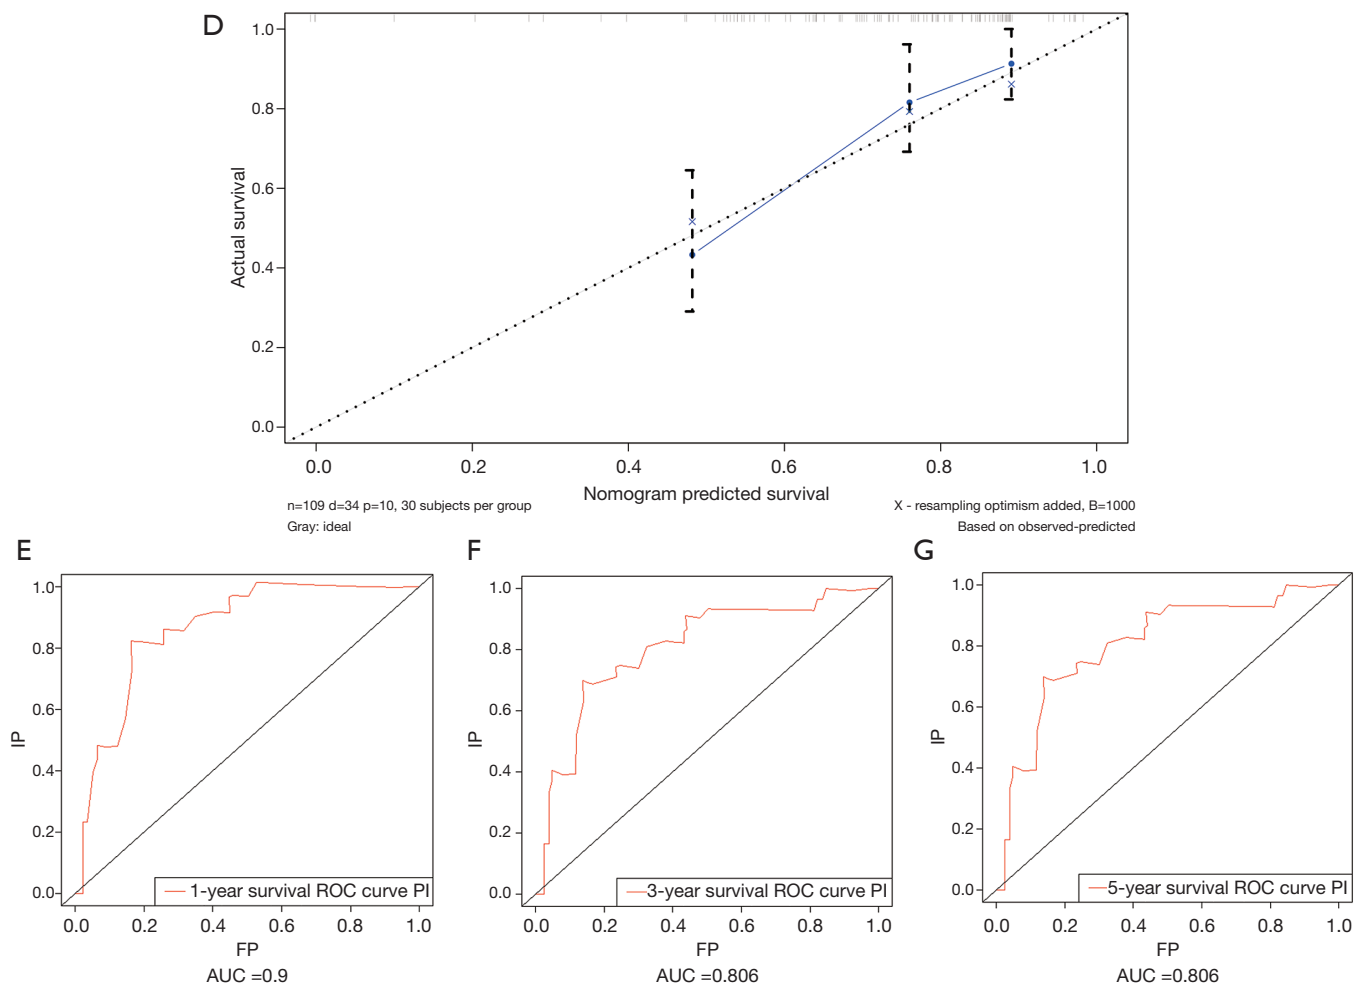 D
1.0
0.8
0.6
0.4
0.2
0.0
Actual survival
0.0 0.2 0.4 0.6 0.8 1.0
Nomogram predicted survival
n=109 d=34 p=10, 30 subjects per group
Gray: ideal
X - resampling optimism added, B=1000
Based on observed-predicted
E
1.0
0.8
0.6
0.4
0.2
0.0
IP
1-year survival ROC curve PI
0.0 0.2 0.4 0.6 0.8 1.0
FP
AUC =0.9
F
1.0
0.8
0.6
0.4
0.2
0.0
IP
3-year survival ROC curve PI
0.0 0.2 0.4 0.6 0.8 1.0
FP
AUC =0.806
G
1.0
0.8
0.6
0.4
0.2
0.0
IP
5-year survival ROC curve PI
0.0 0.2 0.4 0.6 0.8 1.0
FP
AUC =0.806